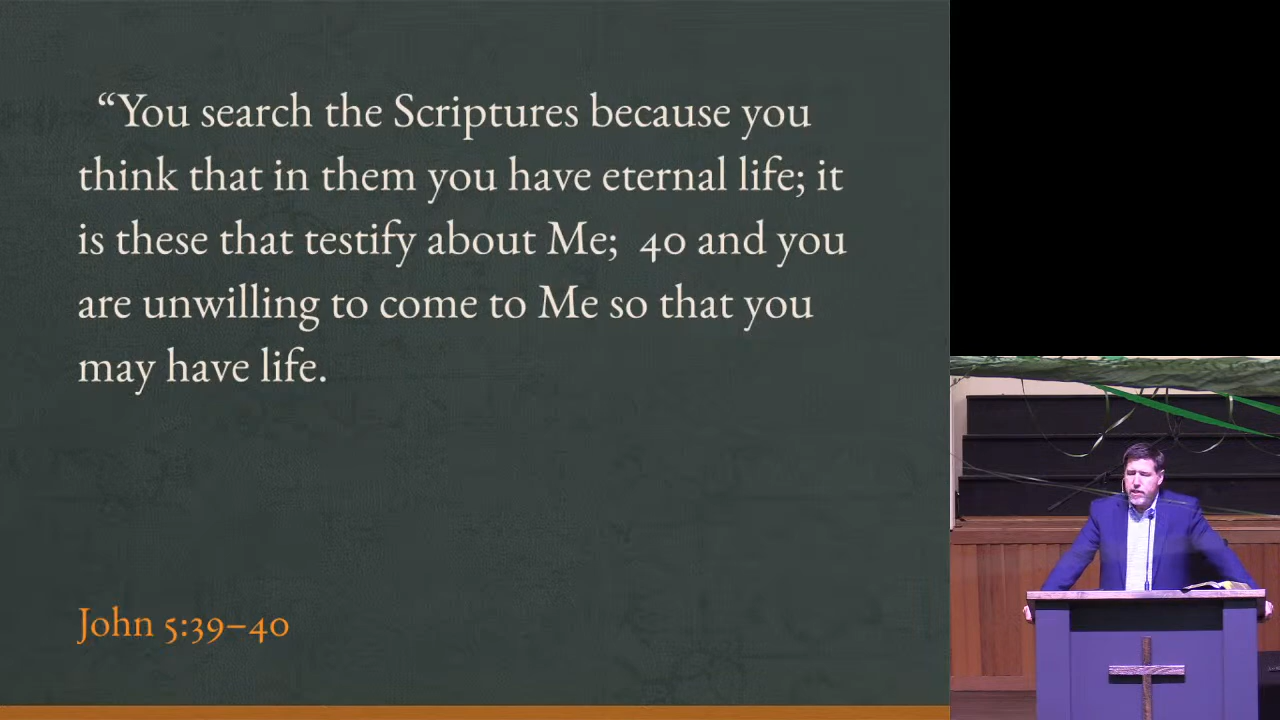 “You search the Scriptures because you
think that in them you have eternal life; it
is these that testify about Me;  40 and you
are unwilling to come to Me so that you
may have life.
John 5:39–40